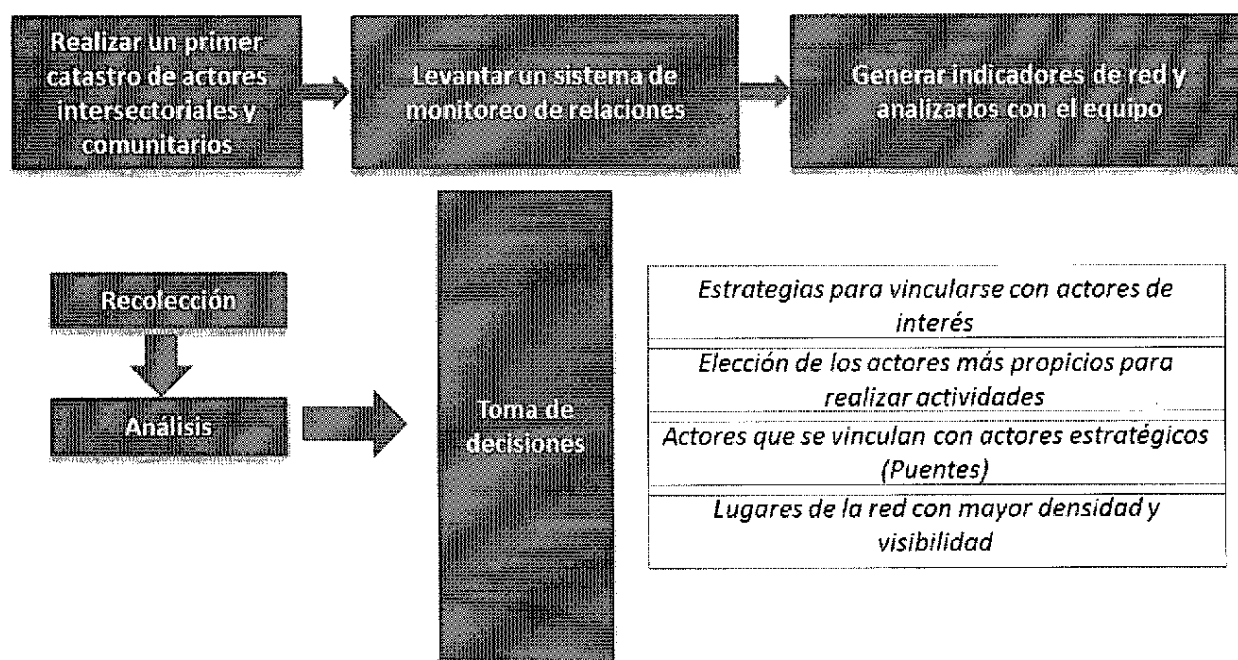 Realizar un primer
catastro de actores
intersectoriales y
comunitarios
Levantar un sistema de
monitoreo de relaciones
Generar indicadores de red y
analizarlos con el equipo
Recolección
Análisis
Toma de
decisiones
Estrategias para vincularse con actores de
interés
Elección de los actores más propicios para
realizar actividades
Actores que se vinculan con actores estratégicos
(Puentes)
Lugares de la red con mayor densidad y
visibilidad